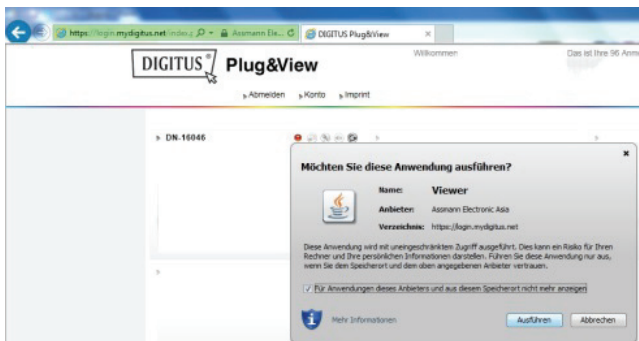 https://login.mydigitus.net/index.p
Assmann Ele...
DIGITUS Plug&View
DIGITUS®
Plug&View
Willkommen
Das ist Ihre 96 Anm
Abmelden
Konto
Imprint
DN-16046
Möchten Sie diese Anwendung ausführen?
Name: Viewer
Anbieter: Assmann Electronic Asia
Verzeichnis: https://login.mydigitus.net
Diese Anwendung wird mit uneingeschränktem Zugriff ausgeführt. Dies kann ein Risiko für Ihren
Rechner und Ihre persönlichen Informationen darstellen. Führen Sie diese Anwendung nur aus,
wenn Sie dem Speicherort und dem oben angegebenen Anbieter vertrauen.
Für Anwendungen dieses Anbieters und aus diesem Speicherort nicht mehr anzeigen
Mehr Informationen
Ausführen
Abbrechen